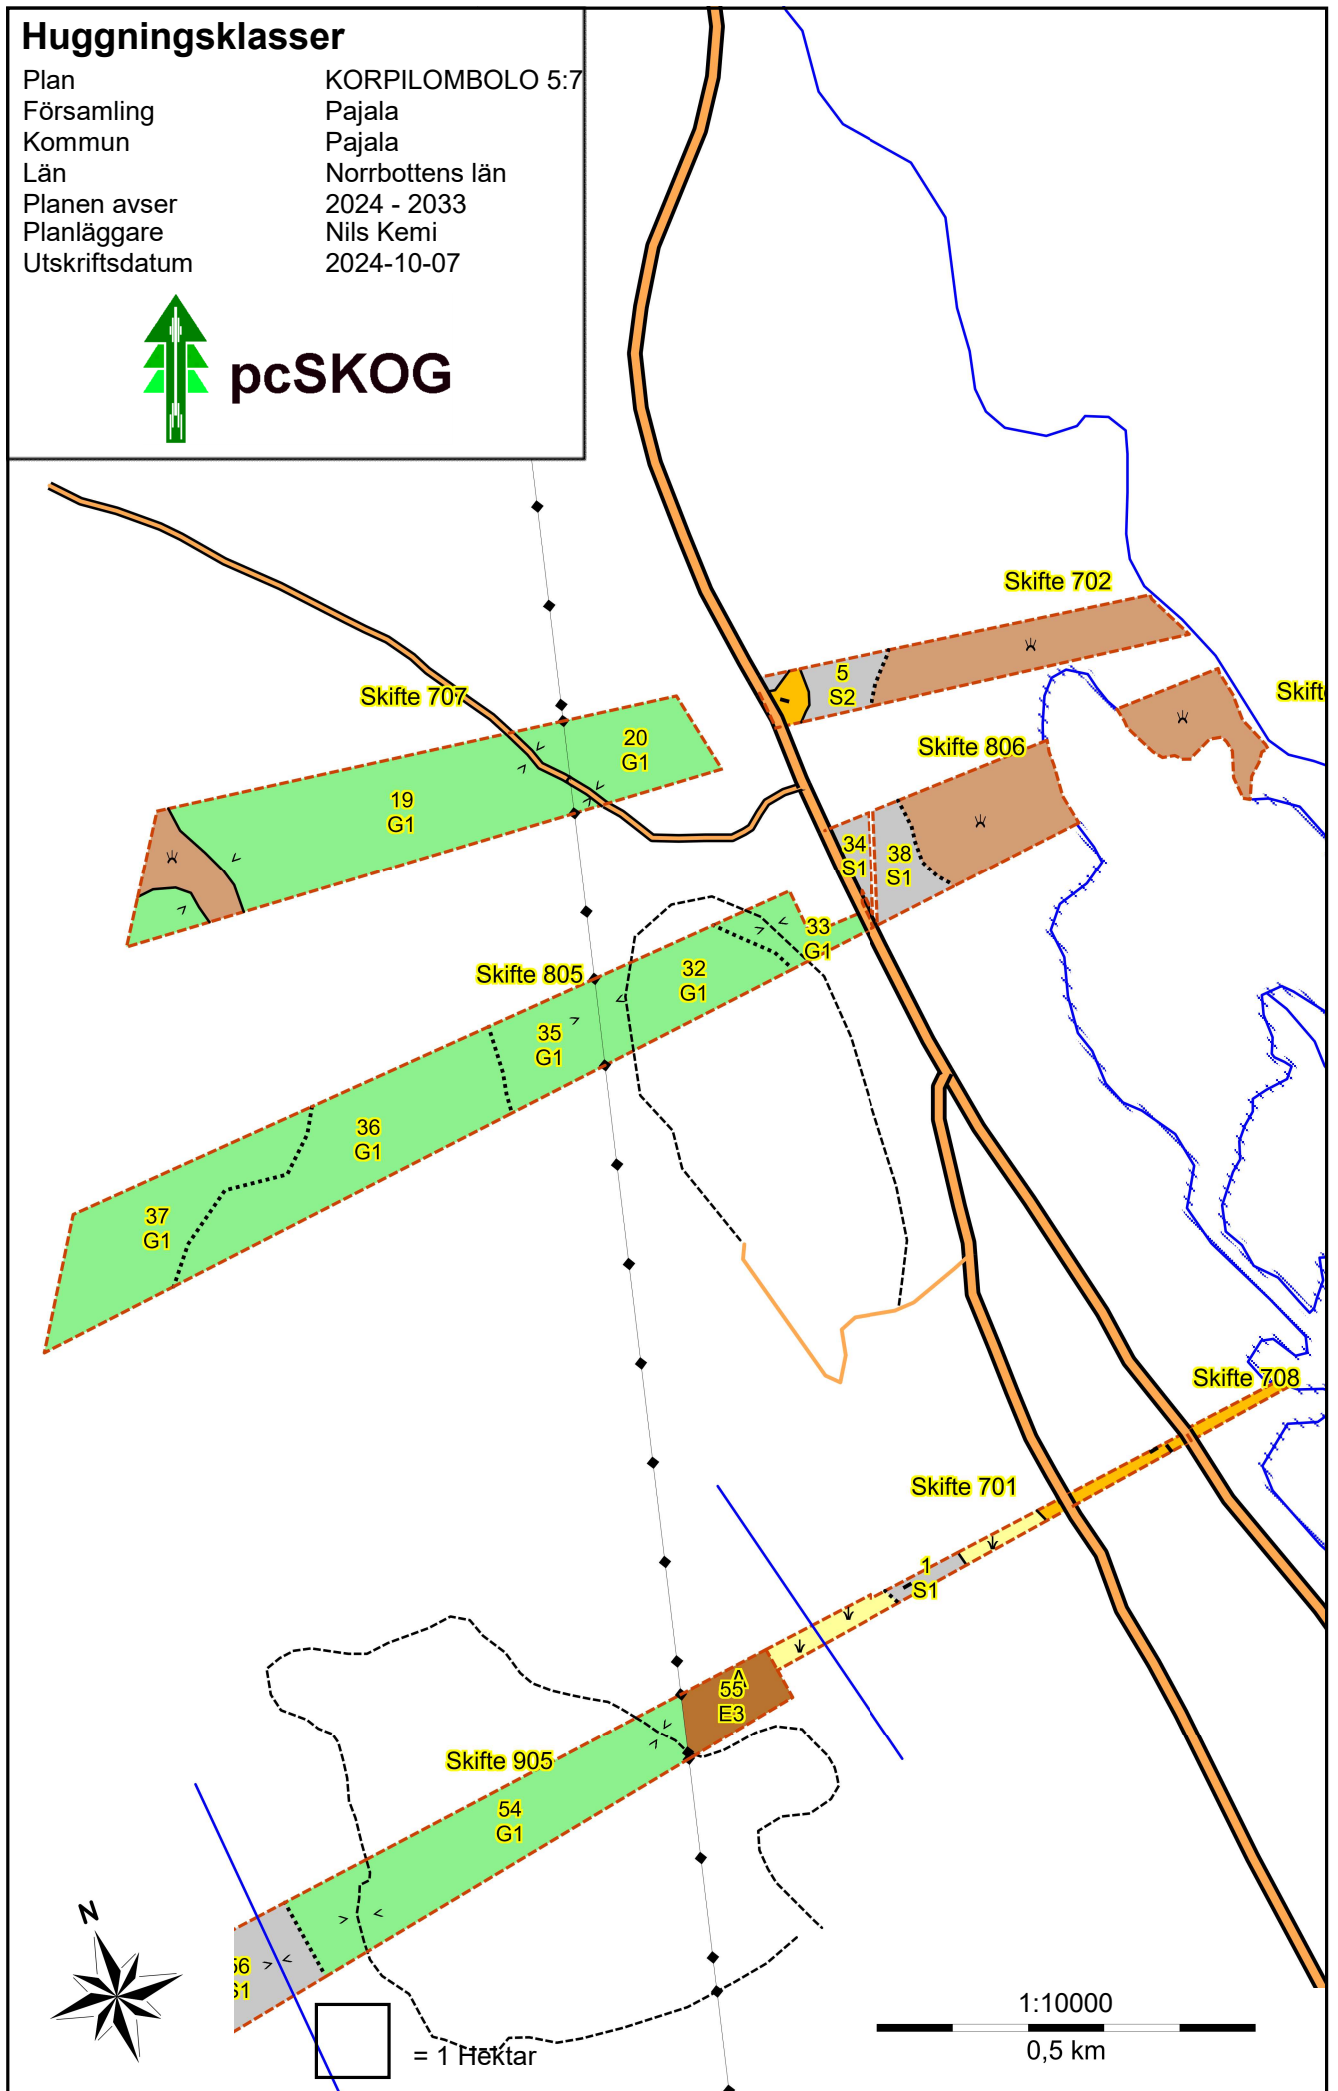 Huggningsklasser
Plan KORPILOMBOLO 5:7
Församling Pajala
Kommun Pajala
Län Norrbottens län
Planen avser 2024 - 2033
Planläggare Nils Kemi
Utskriftsdatum 2024-10-07
pcSKOG
Skifte 702
5
S2
Skifte 707
Skift
20
G1
Skifte 806
19
G1
34
S1
38
S1
33
G1
Skifte 805
32
G1
35
G1
36
G1
37
G1
Skifte 708
Skifte 701
1
S1
55
E3
Skifte 905
54
G1
N
56
S1
= 1 Hektar
1:10000
0,5 km